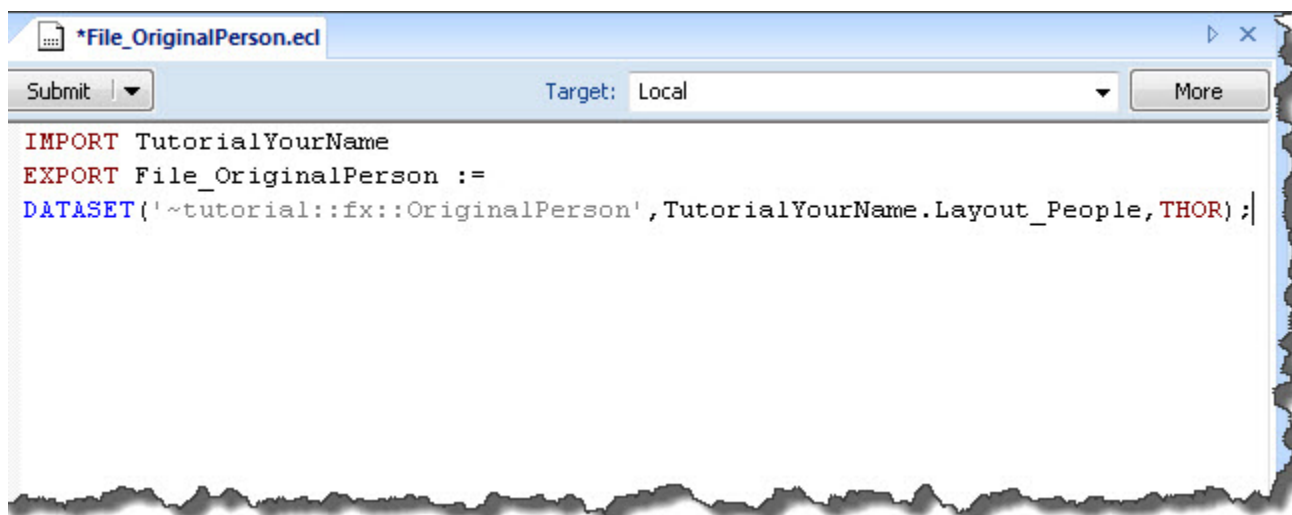 *File_OriginalPerson.ecl
Submit Target: Local More
IMPORT TutorialYourName
EXPORT File_OriginalPerson :=
DATASET('~tutorial::fx::OriginalPerson',TutorialYourName.Layout_People,THOR);